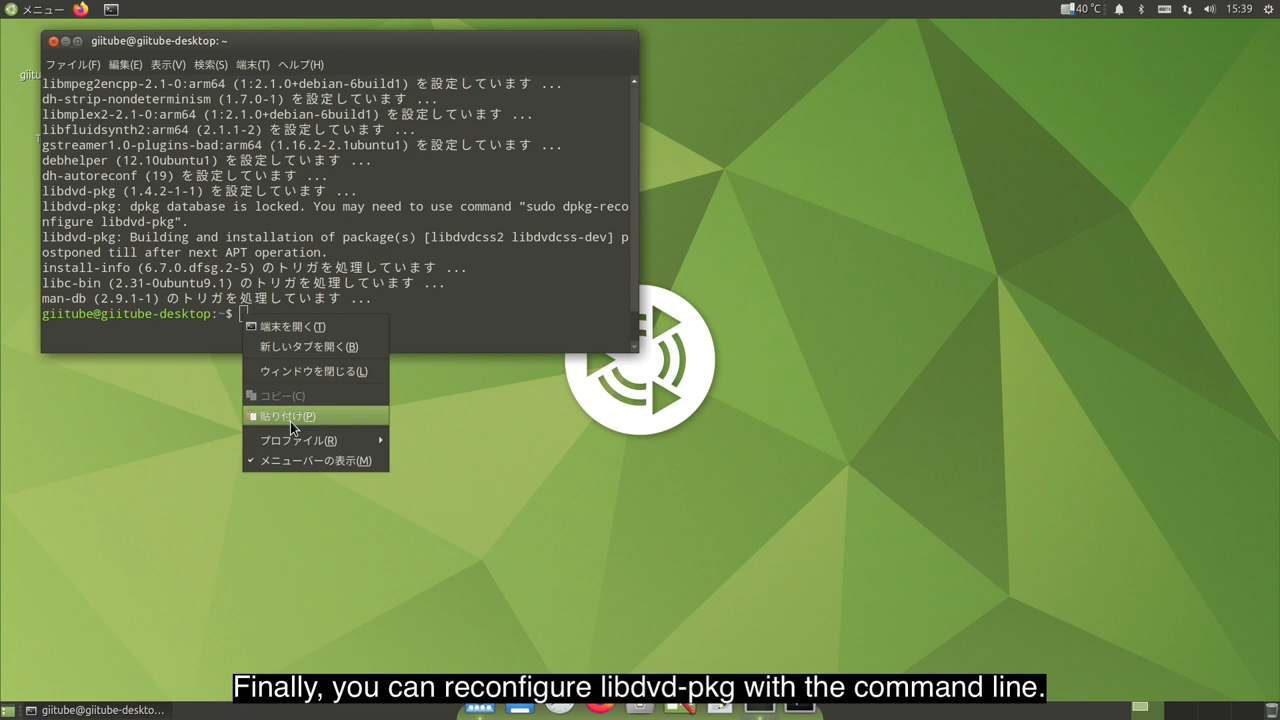 メニュー
40 ℃
15:39
giitu
T
giitube@giitube-desktop: ~
ファイル(F) 編集(E) 表示(V) 検索(S) 端末(T) ヘルプ(H)
libmpeg2encpp-2.1-0:arm64 (1:2.1.0+debian-6build1) を設定しています ...
dh-strip-nondeterminism (1.7.0-1) を設定しています ...
libmplex2-2.1-0:arm64 (1:2.1.0+debian-6build1) を設定しています ...
libfluidsynth2:arm64 (2.1.1-2) を設定しています ...
gstreamer1.0-plugins-bad:arm64 (1.16.2-2.1ubuntu1) を設定しています ...
debhelper (12.10ubuntu1) を設定しています ...
dh-autoreconf (19) を設定しています ...
libdvd-pkg (1.4.2-1-1) を設定しています ...
libdvd-pkg: dpkg database is locked. You may need to use command "sudo dpkg-reco
nfigure libdvd-pkg".
libdvd-pkg: Building and installation of package(s) [libdvdcss2 libdvdcss-dev] p
ostponed till after next APT operation.
install-info (6.7.0.dfsg.2-5) のトリガを処理しています ...
libc-bin (2.31-0ubuntu9.1) のトリガを処理しています ...
man-db (2.9.1-1) のトリガを処理しています ...
giitube@giitube-desktop:~$
端末を開く(T)
新しいタブを開く(B)
ウィンドウを閉じる(L)
コピー(C)
貼り付け(P)
プロファイル(R)
メニューバーの表示(M)
Finally, you can reconfigure libdvd-pkg with the command line.
giitube@giitube-deskto...